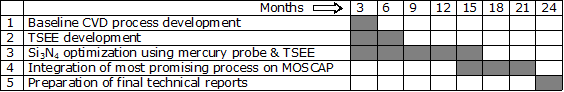 Months 3 6 9 12 15 18 21 24
1 Baseline CVD process development
2 TSEE development
3 Si₃N₄ optimization using mercury probe & TSEE
4 Integration of most promising process on MOSCAP
5 Preparation of final technical reports